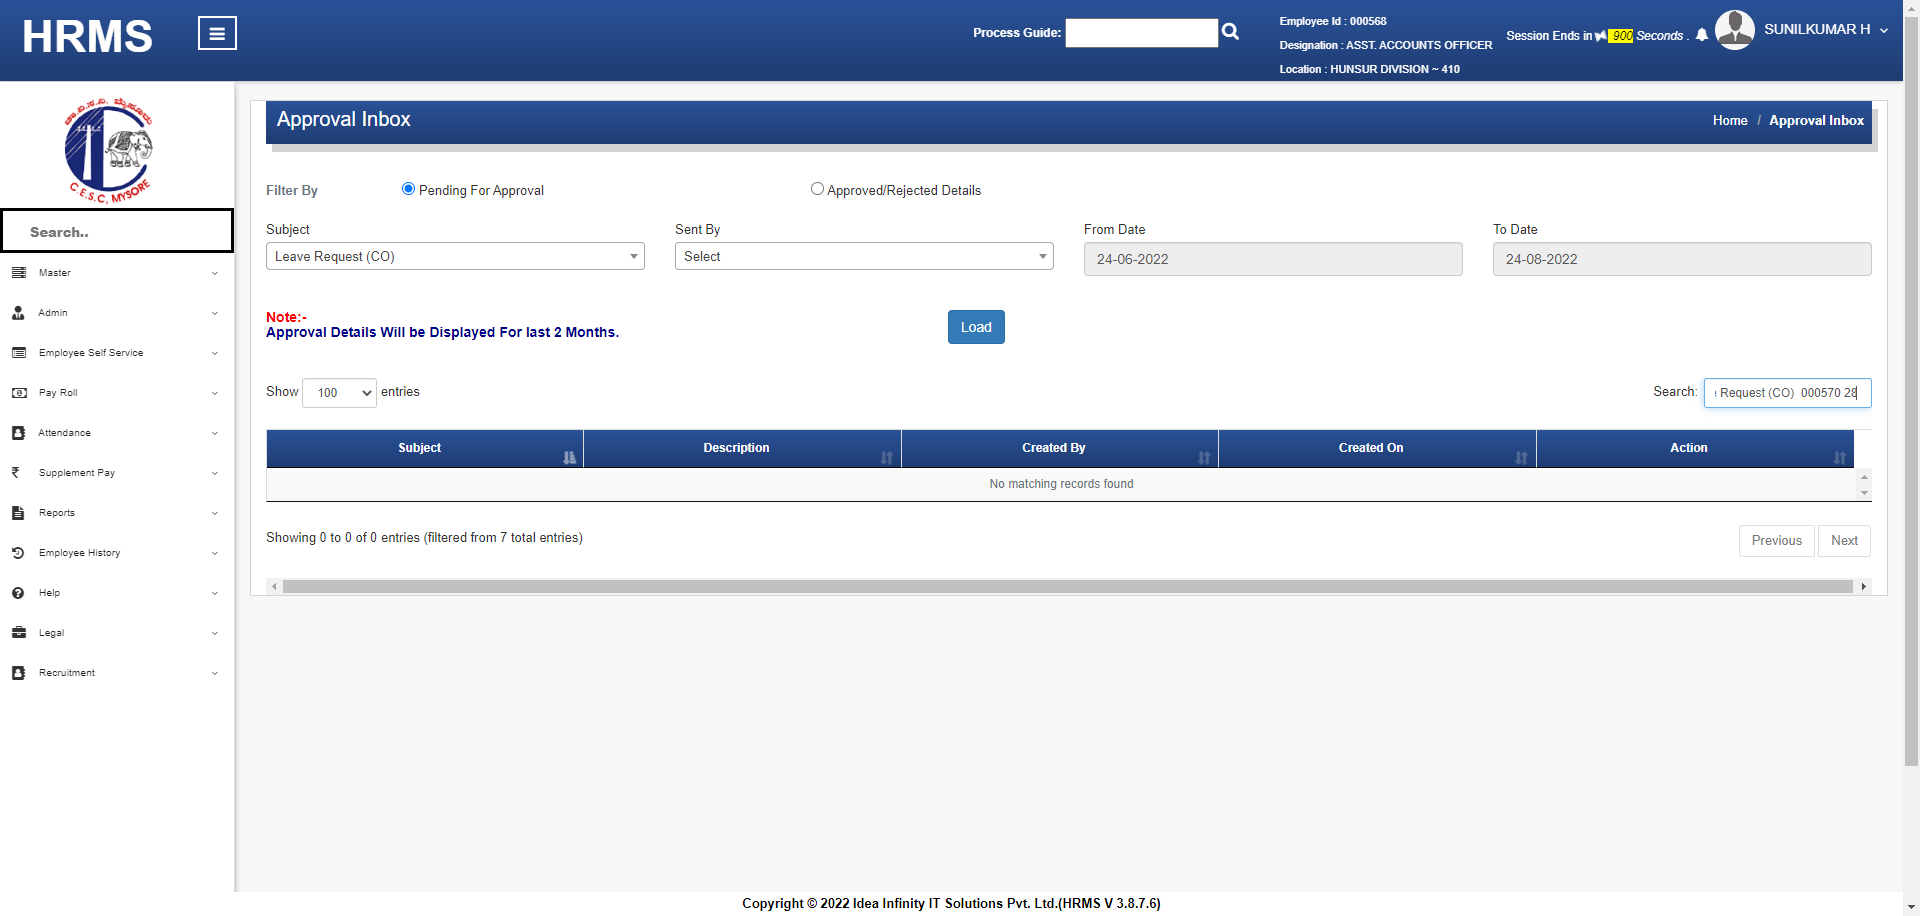 HRMS
Process Guide:
Employee Id : 000568
Designation : ASST. ACCOUNTS OFFICER
Location : HUNSUR DIVISION ~ 410
Session Ends in 900 Seconds .
SUNILKUMAR H
C.E.S.C, MYSORE
Search..
Master
Admin
Employee Self Service
Pay Roll
Attendance
Supplement Pay
Reports
Employee History
Help
Legal
Recruitment
Approval Inbox
Home / Approval Inbox
Filter By
Pending For Approval
Approved/Rejected Details
Subject
Sent By
From Date
To Date
Leave Request (CO)
Select
24-06-2022
24-08-2022
Note:-
Approval Details Will be Displayed For last 2 Months.
Load
Show 100 entries
Search: Request (CO) 000570 28
Subject
Description
Created By
Created On
Action
No matching records found
Showing 0 to 0 of 0 entries (filtered from 7 total entries)
Previous
Next
Copyright © 2022 Idea Infinity IT Solutions Pvt. Ltd.(HRMS V 3.8.7.6)